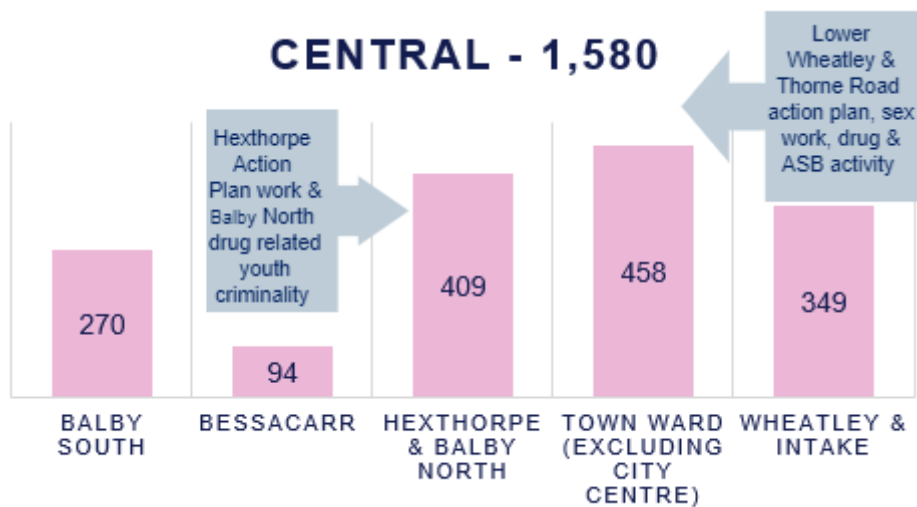 CENTRAL - 1,580
Lower
Wheatley &
Thorne Road
action plan, sex
work, drug &
ASB activity
Hexthorpe
Action
Plan work &
Balby North
drug related
youth
criminality
270
94
409
458
349
BALBY
SOUTH
BESSACARR
HEXTHORPE
& BALBY
NORTH
TOWN WARD
(EXCLUDING
CITY
CENTRE)
WHEATLEY &
INTAKE